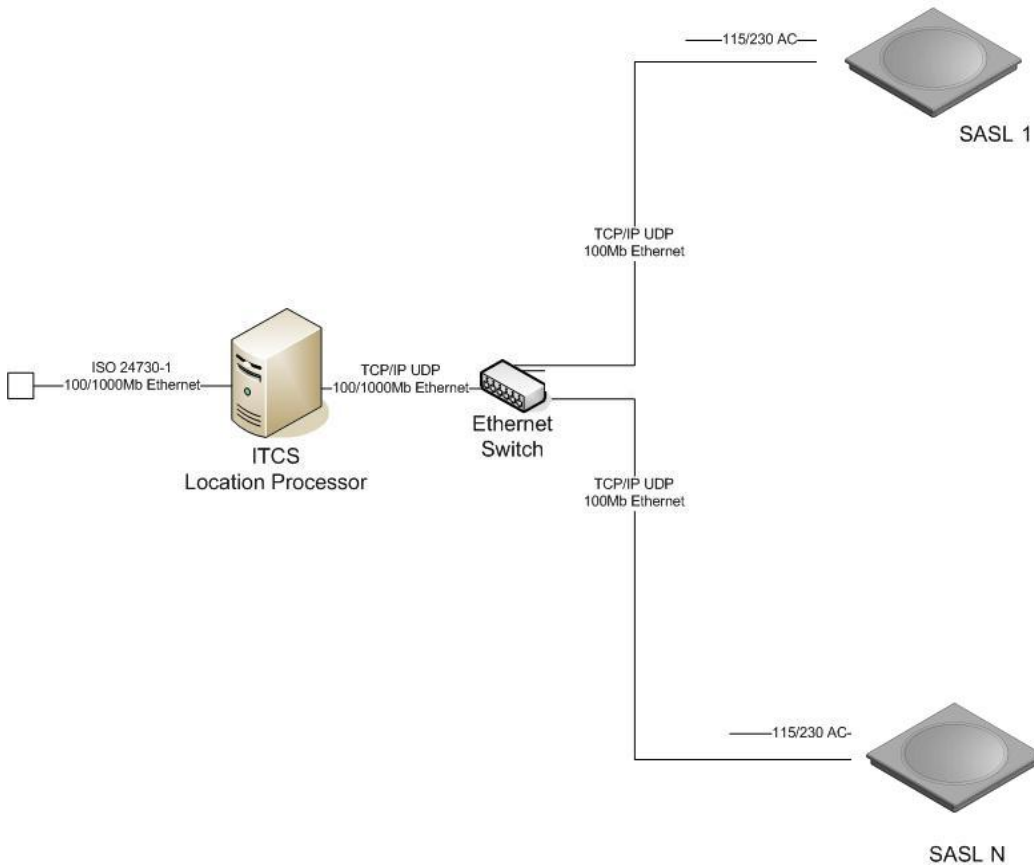 115/230 AC
SASL 1
TCP/IP UDP
100Mb Ethernet
ISO 24730-1
100/1000Mb Ethernet
TCP/IP UDP
100/1000Mb Ethernet
ITCS
Location Processor
Ethernet
Switch
TCP/IP UDP
100Mb Ethernet
115/230 AC
SASL N